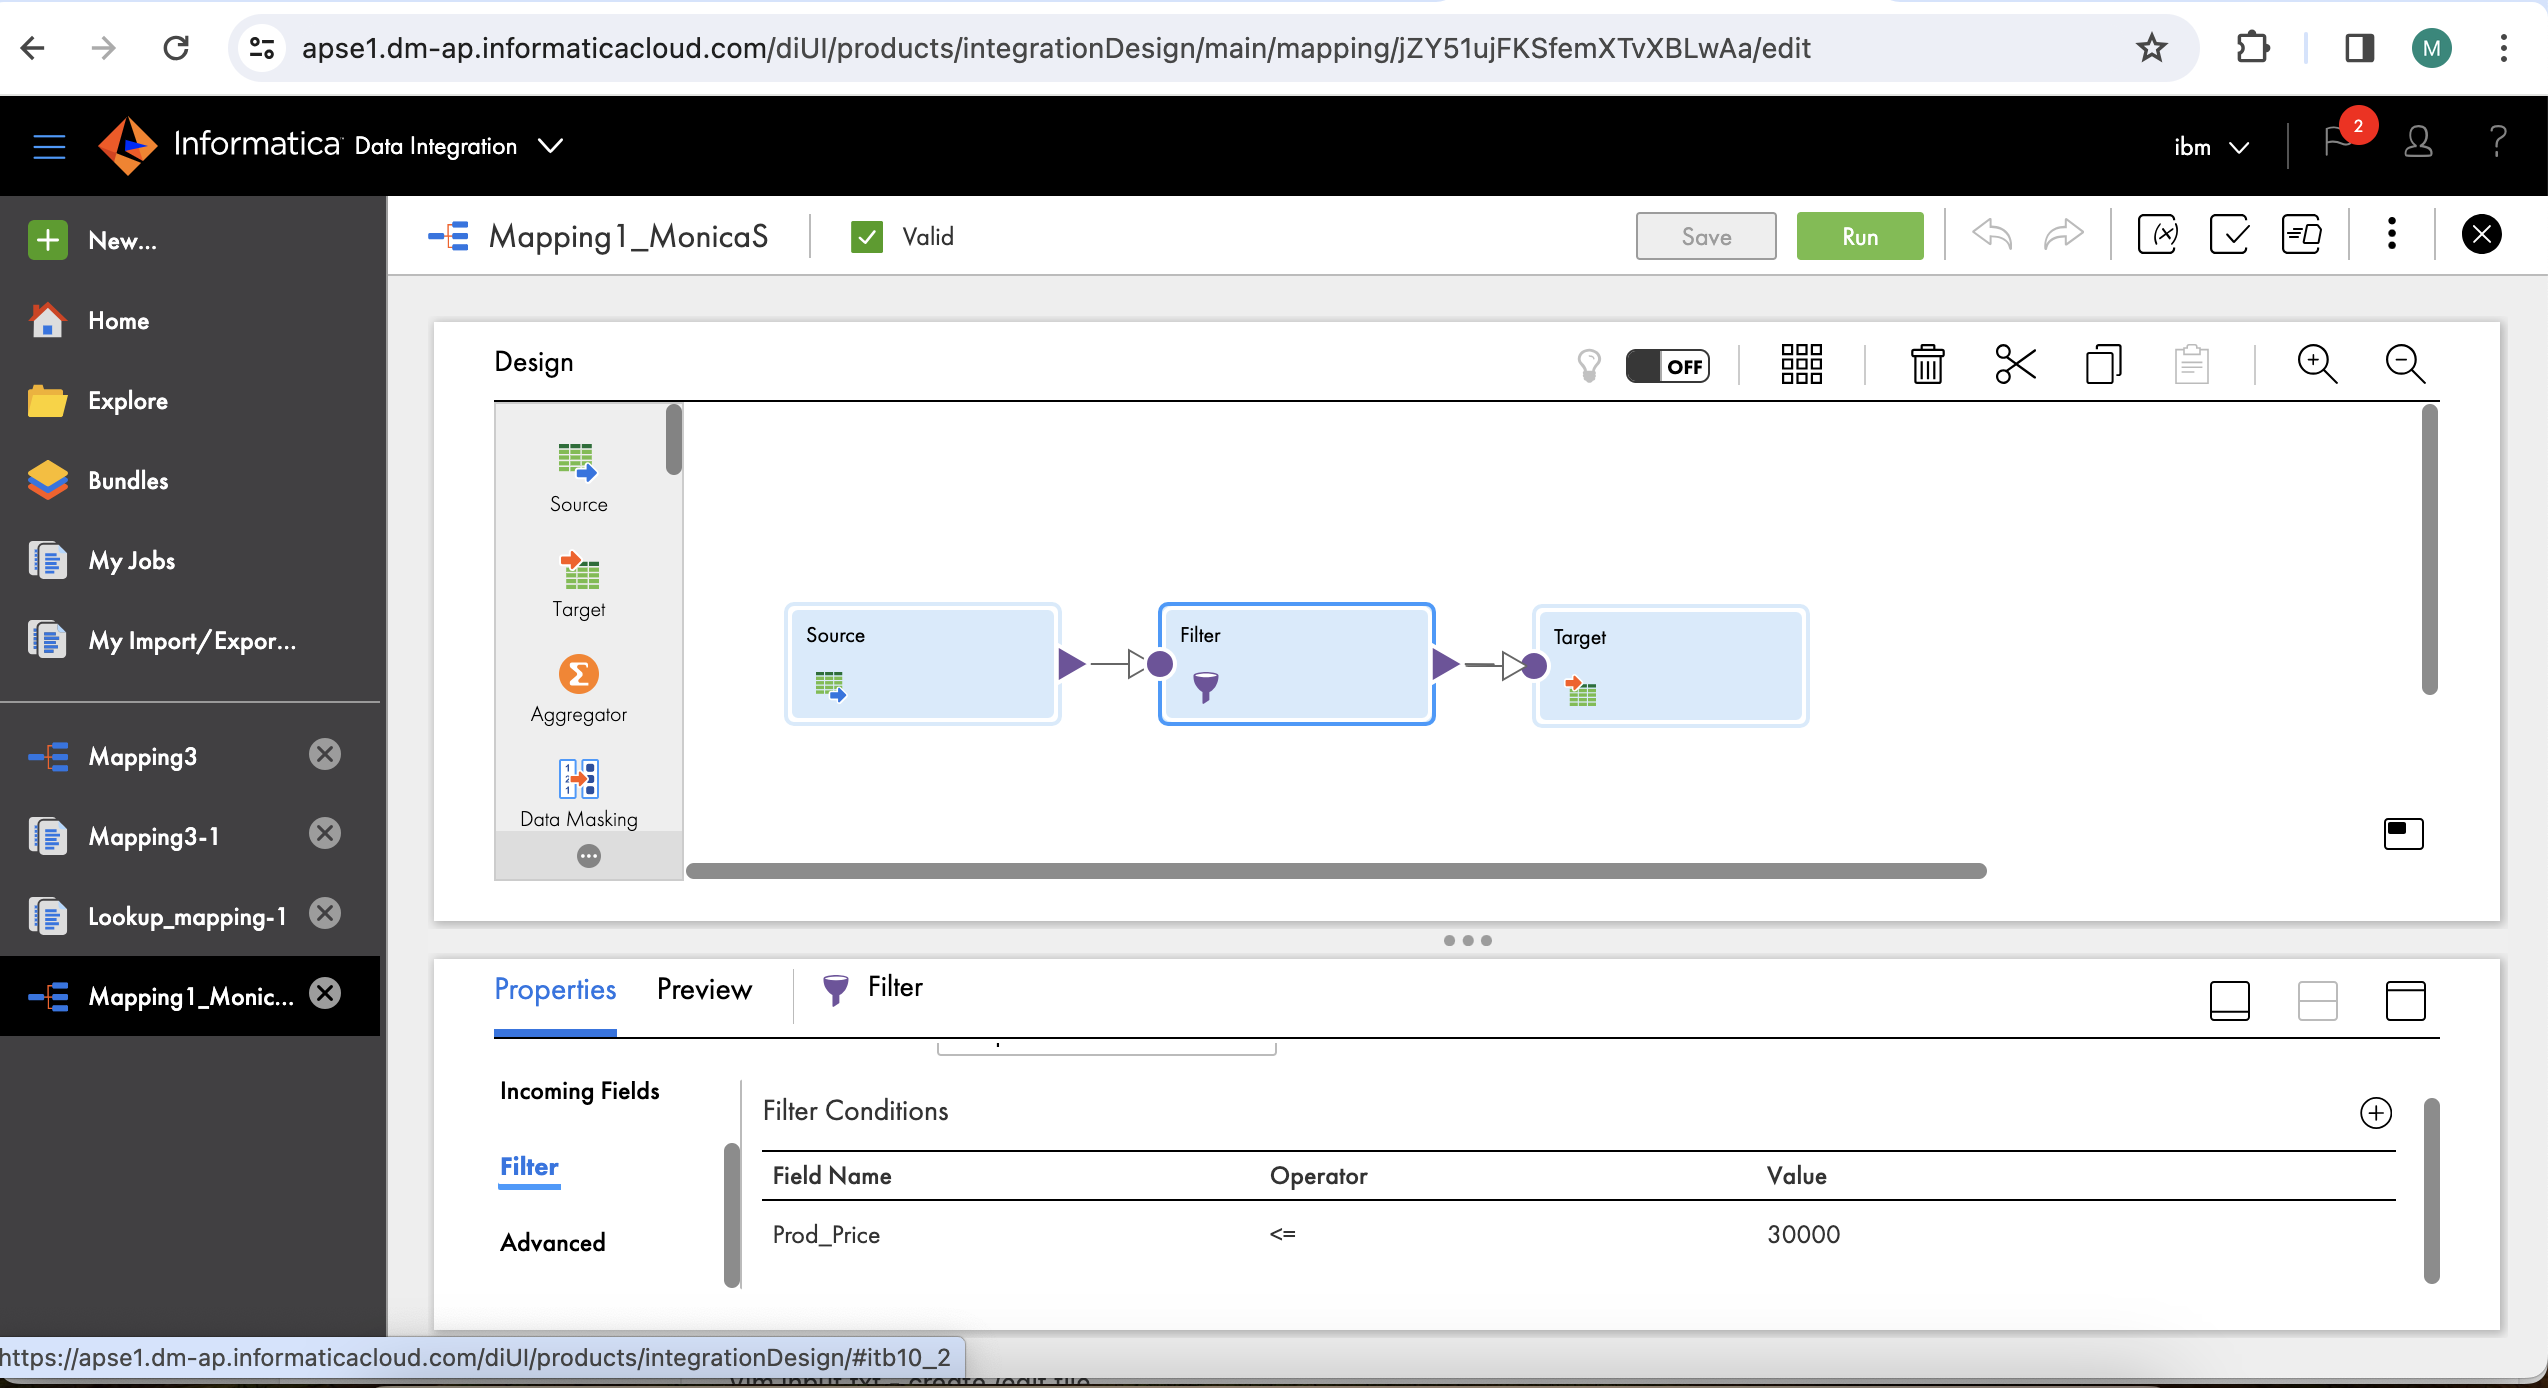 apse1.dm-ap.informaticacloud.com/diUI/products/integrationDesign/main/mapping/jZY51ujFKSfemXTvXBLwAa/edit
M
Informatica Data Integration
ibm
2
?
New...
Mapping1_MonicaS
Valid
Save
Run
Home
Explore
Bundles
My Jobs
My Import/Expor...
Mapping3
Mapping3-1
Lookup_mapping-1
Mapping1_Monic...
Design
OFF
Source
Target
Aggregator
Data Masking
Source
Filter
Target
Properties
Preview
Filter
Incoming Fields
Filter
Advanced
Filter Conditions
Field Name Operator Value
Prod_Price <= 30000
https://apse1.dm-ap.informaticacloud.com/diUI/products/integrationDesign/#itb10_2